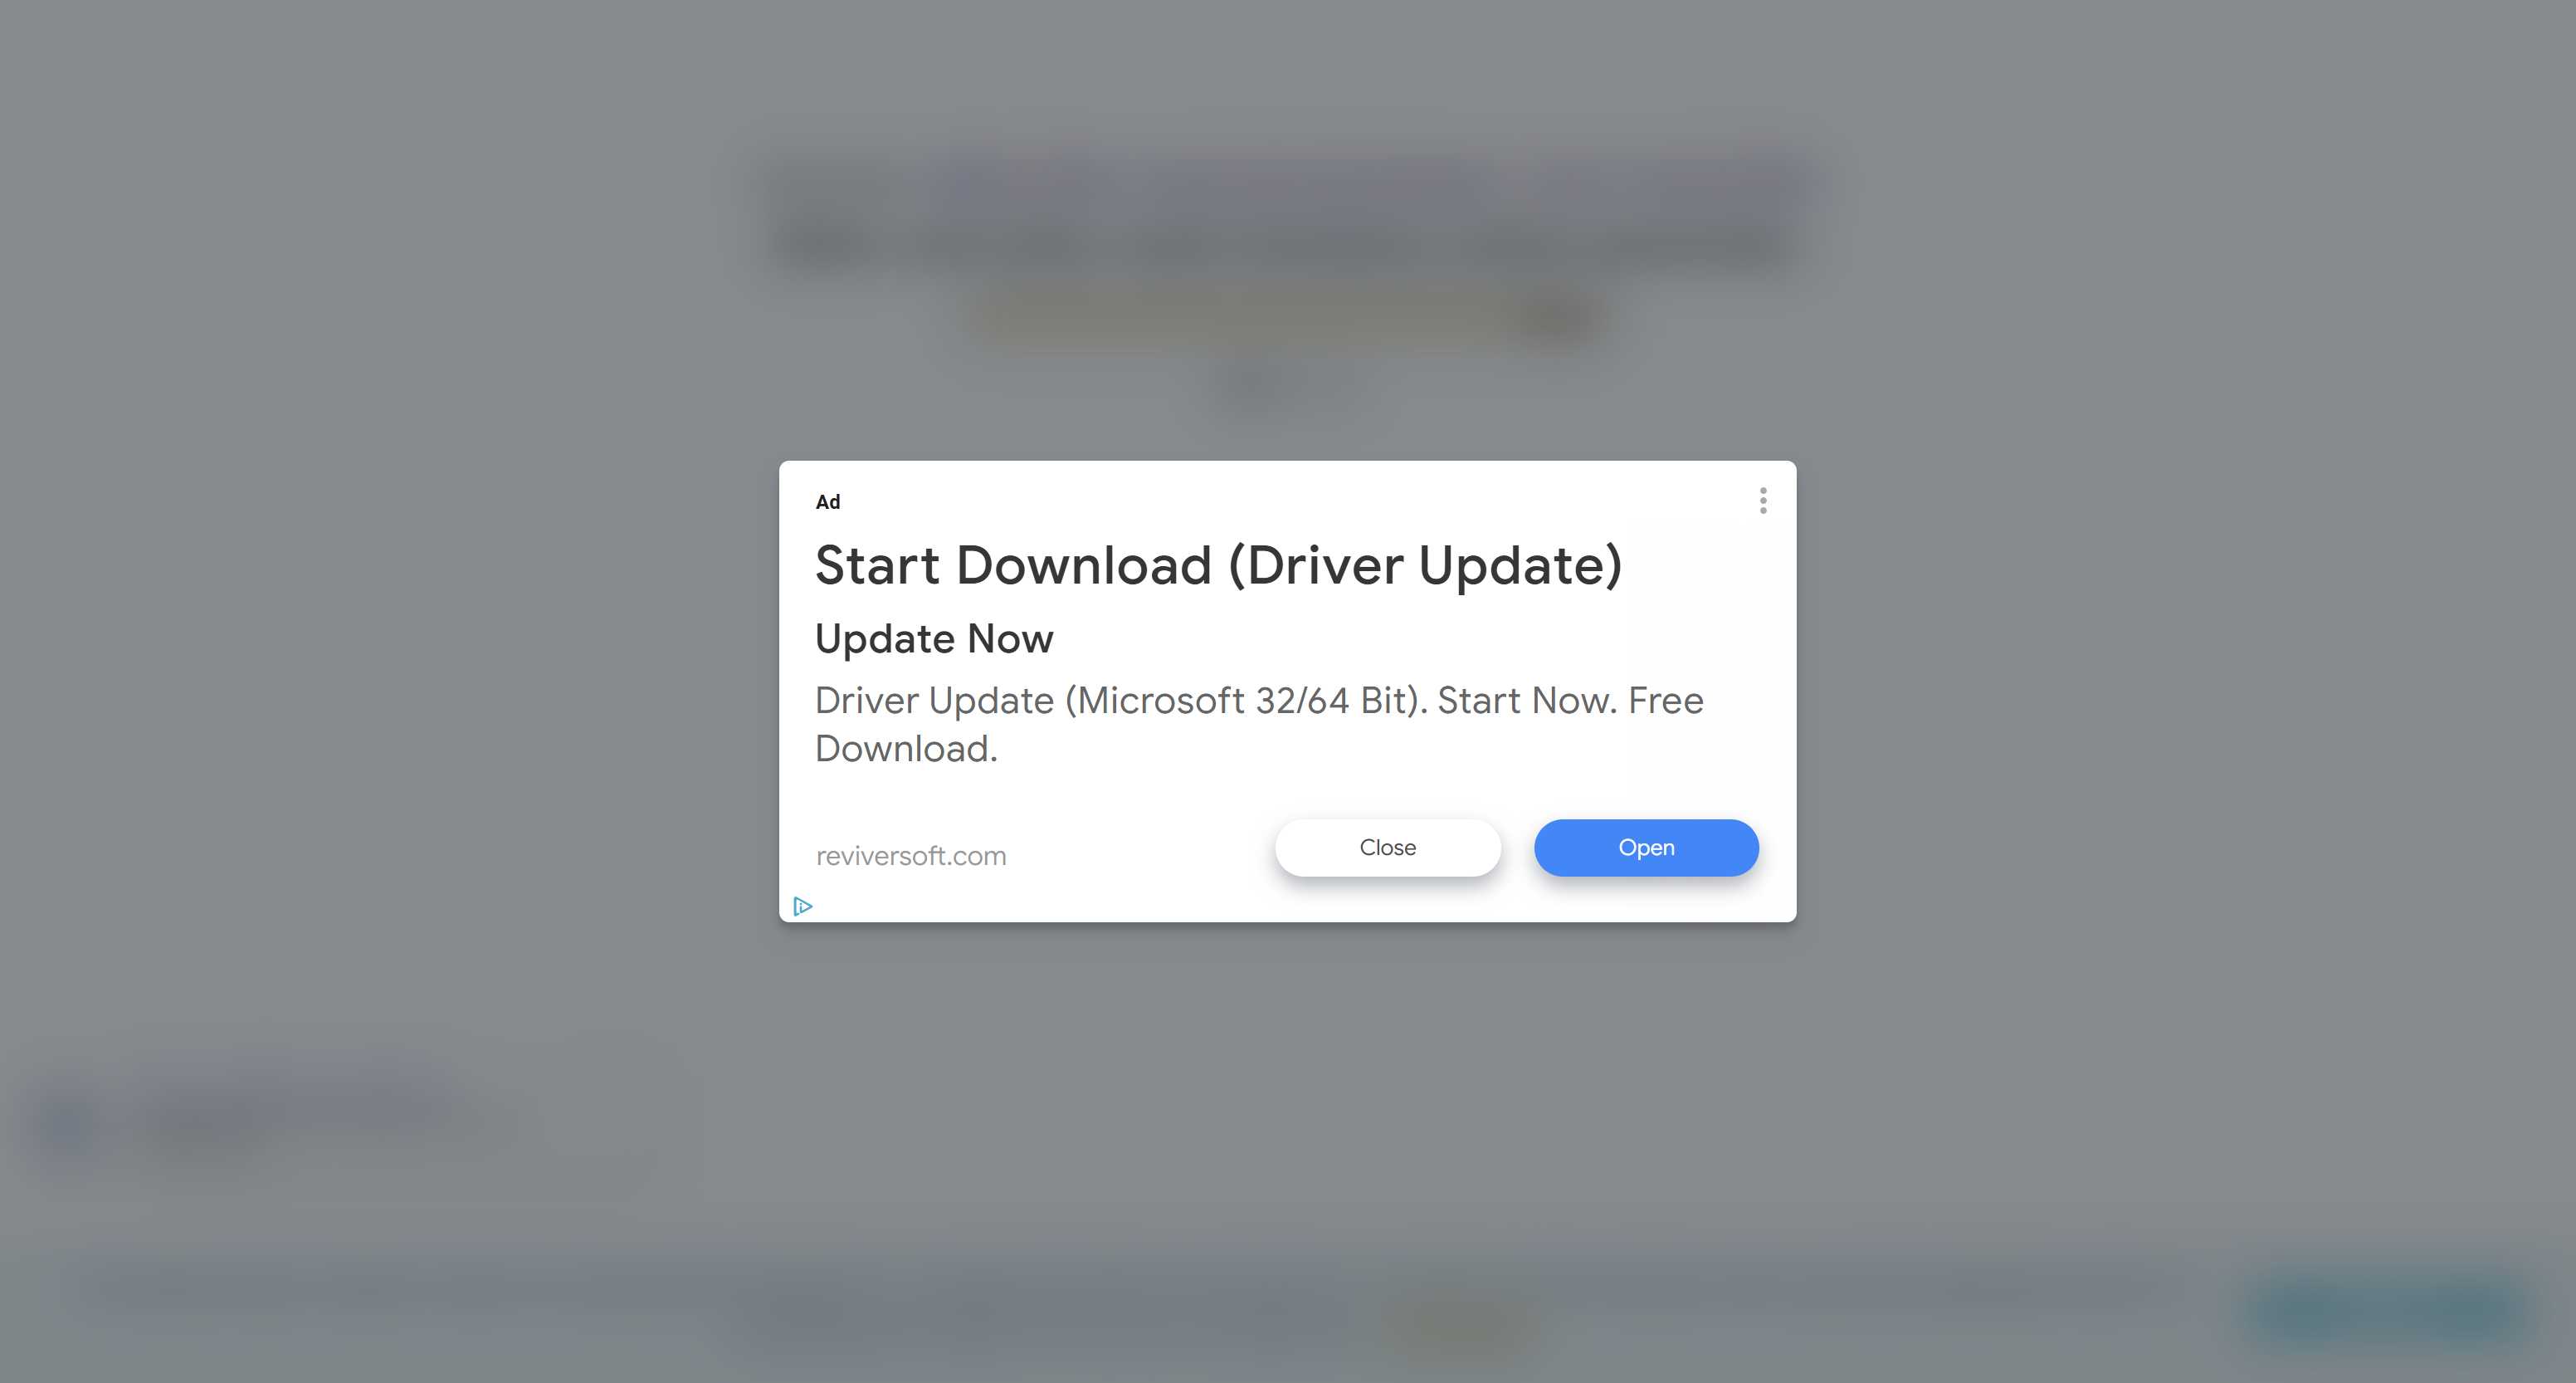 Ad
Start Download (Driver Update)
Update Now
Driver Update (Microsoft 32/64 Bit). Start Now. Free
Download.
reviversoft.com
Close
Open